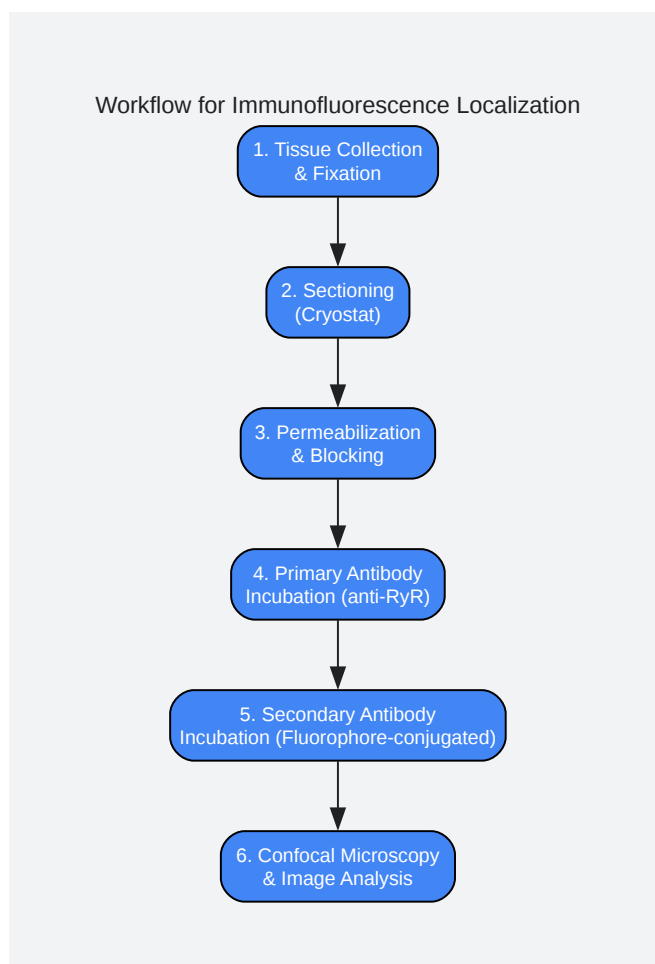 Workflow for Immunofluorescence Localization
1. Tissue Collection
& Fixation
2. Sectioning
(Cryostat)
3. Permeabilization
& Blocking
4. Primary Antibody
Incubation (anti-RyR)
5. Secondary Antibody
Incubation (Fluorophore-conjugated)
6. Confocal Microscopy
& Image Analysis